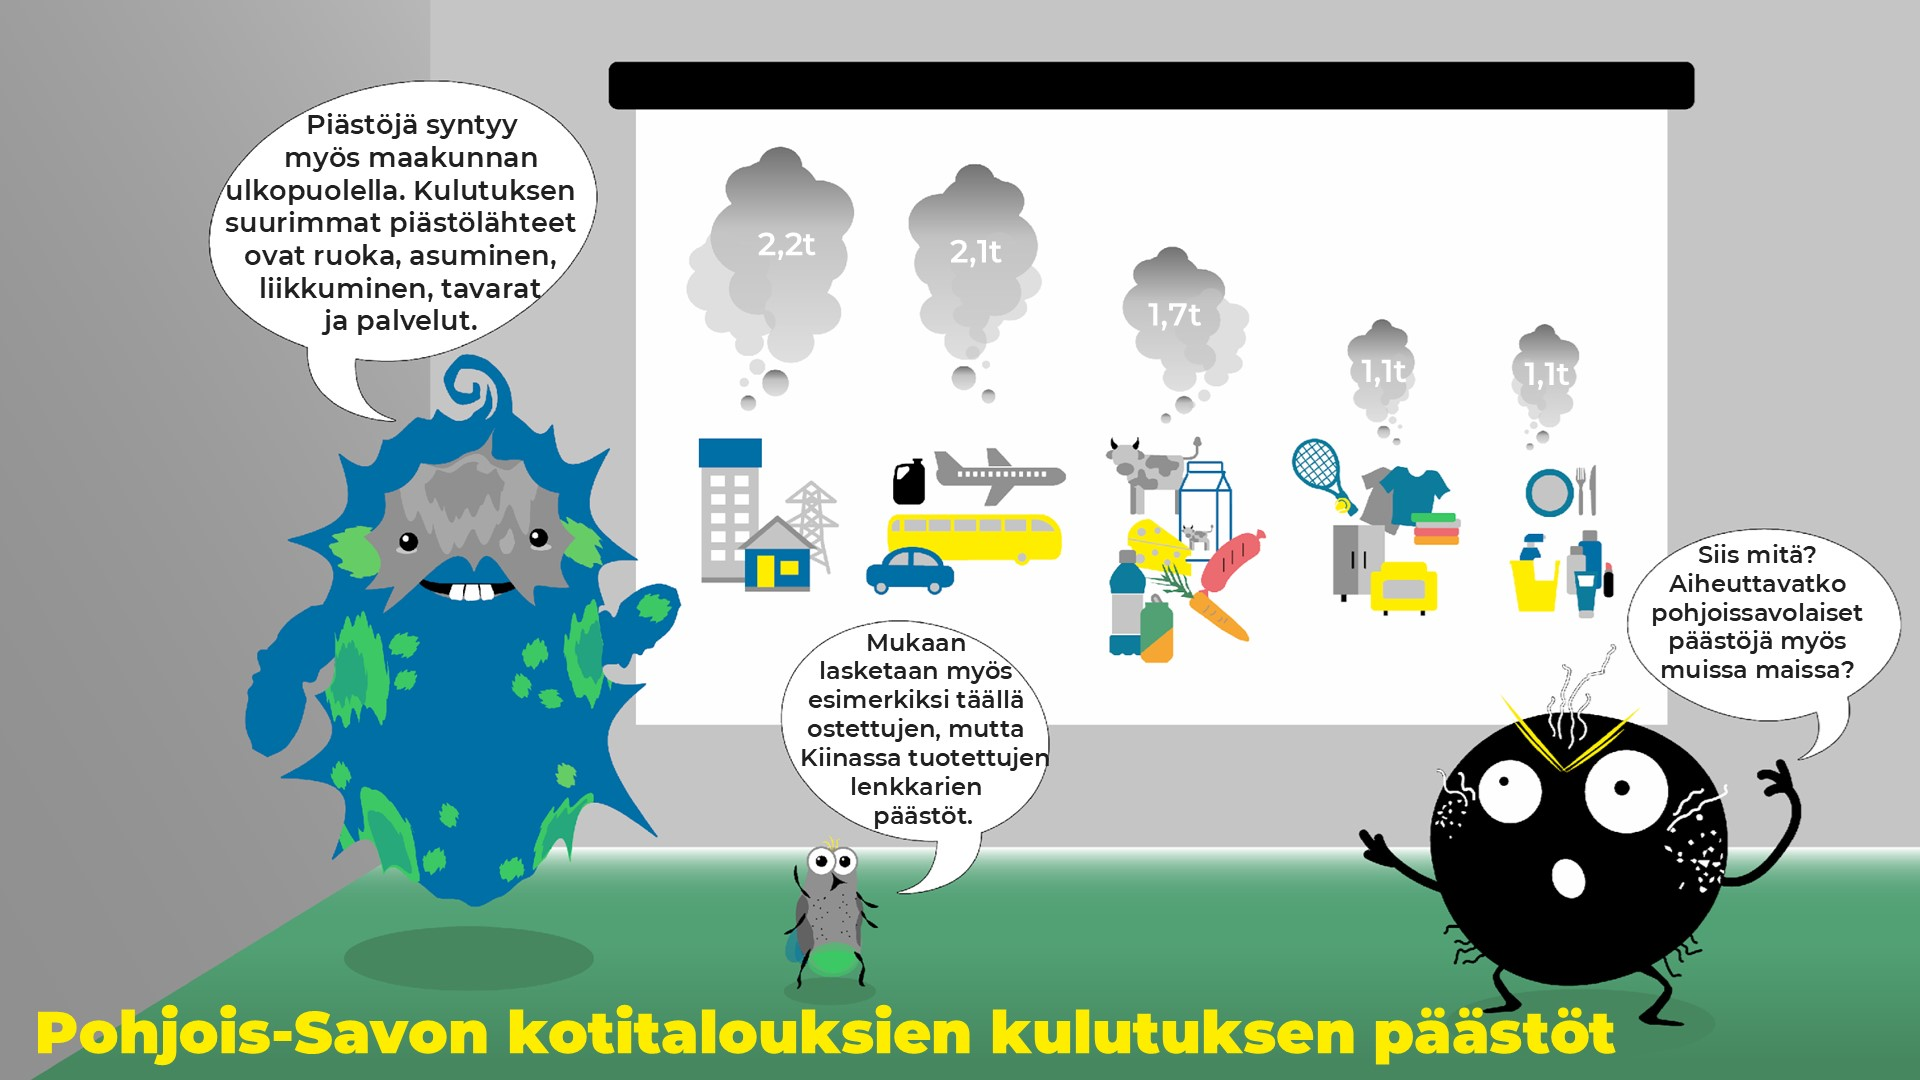 Piästöjä syntyy
myös maakunnan
ulkopuolella. Kulutuksen
suurimmat piästölähteet
ovat ruoka, asuminen,
liikkuminen, tavarat
ja palvelut.
2,2t
2,1t
1,7t
1,1t
1,1t
Siis mitä?
Aiheuttavatko
pohjoissavolaiset
päästöjä myös
muissa maissa?
Mukaan
lasketaan myös
esimerkiksi täällä
ostettujen, mutta
Kiinassa tuotettujen
lenkkarien
päästöt.
Pohjois-Savon kotitalouksien kulutuksen päästöt